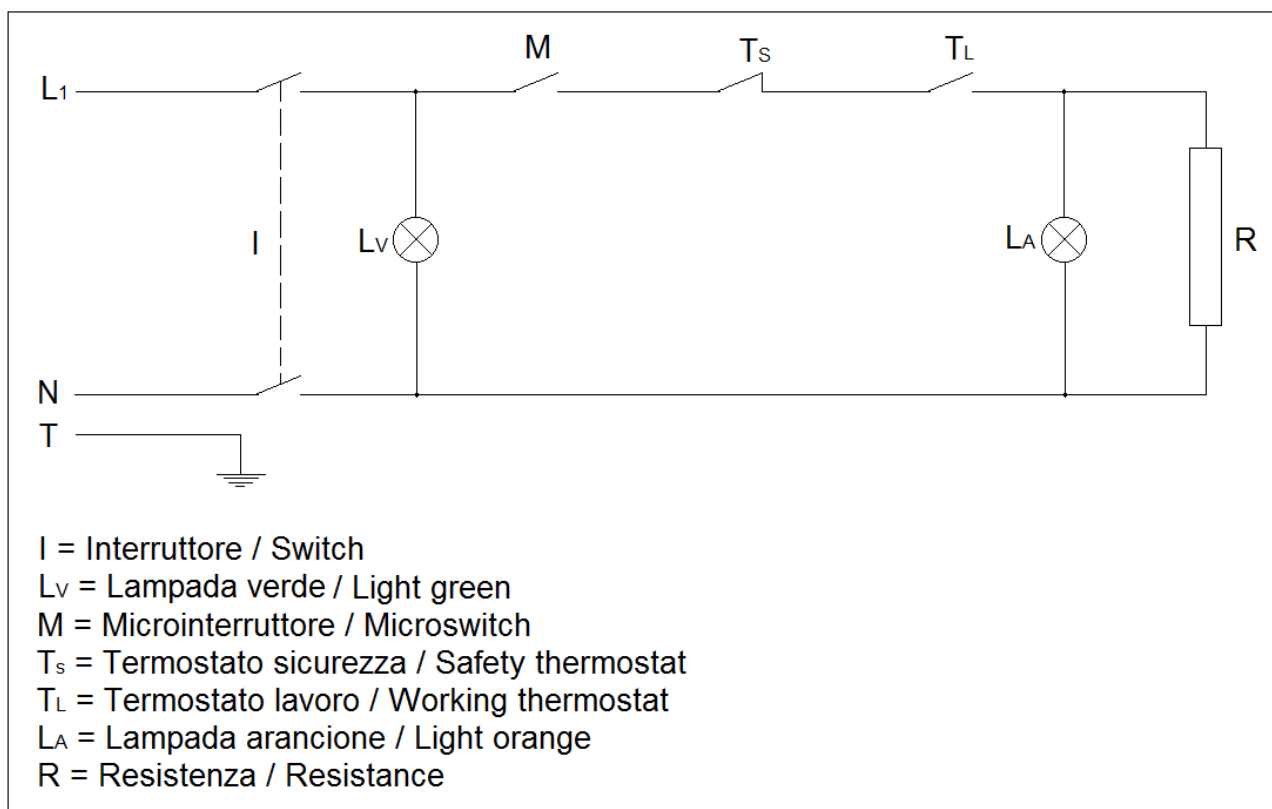 M Ts TL
L1
I LV LA R
N
T
I = Interruttore / Switch
Lv = Lampada verde / Light green
M = Microinterruttore / Microswitch
Ts = Termostato sicurezza / Safety thermostat
TL = Termostato lavoro / Working thermostat
LA = Lampada arancione / Light orange
R = Resistenza / Resistance